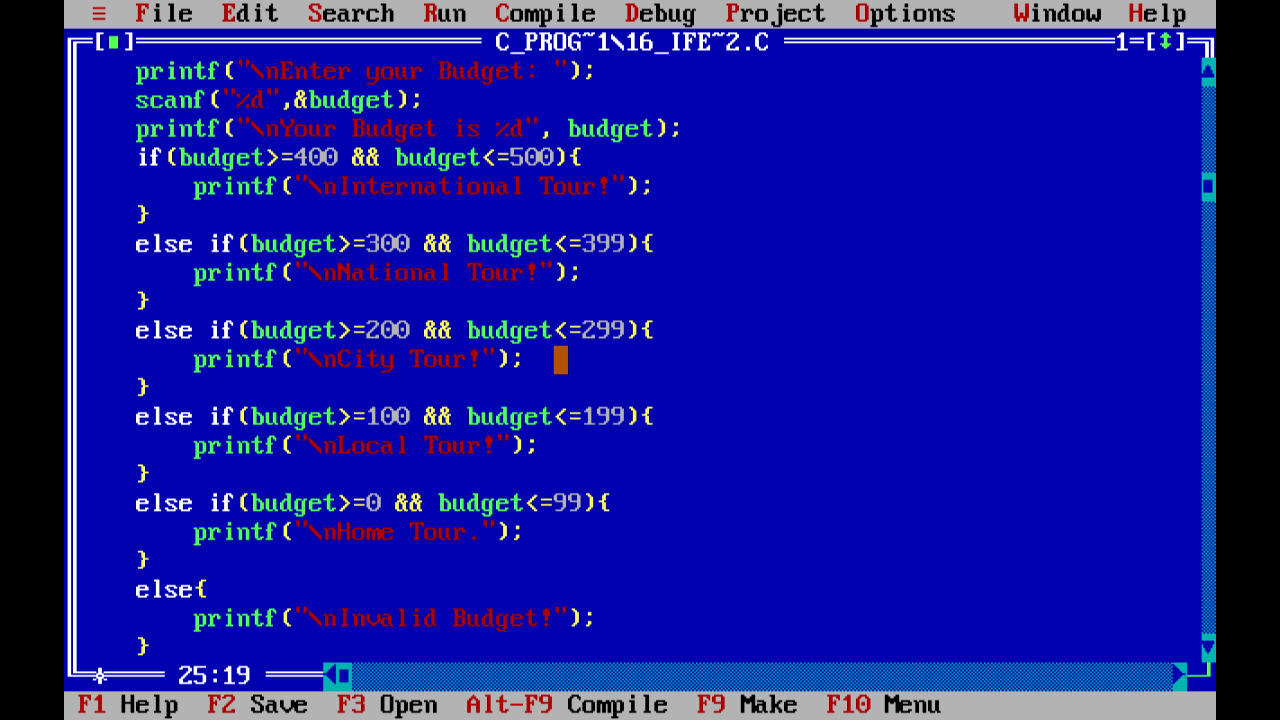 ≡ File Edit Search Run Compile Debug Project Options Window Help
[■] C_PROG~1\16_IFE~2.C 1=[↕]
printf("\nEnter your Budget: ");
scanf("%d",&budget);
printf("\nYour Budget is %d", budget);
if(budget>=400 && budget<=500){
printf("\nInternational Tour!");
}
else if(budget>=300 && budget<=399){
printf("\nNational Tour!");
}
else if(budget>=200 && budget<=299){
printf("\nCity Tour!");
}
else if(budget>=100 && budget<=199){
printf("\nLocal Tour!");
}
else if(budget>=0 && budget<=99){
printf("\nHome Tour.");
}
else{
printf("\nInvalid Budget!");
}
25:19
F1 Help F2 Save F3 Open Alt-F9 Compile F9 Make F10 Menu